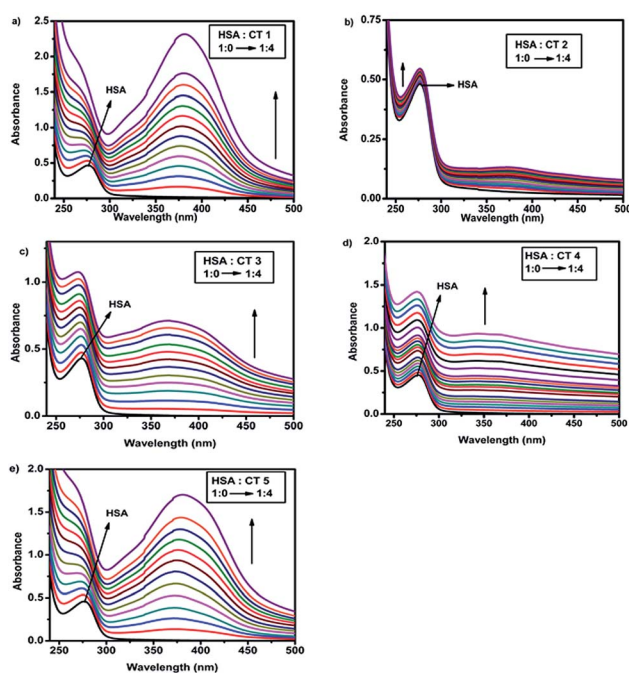 a)
2.5
2.0
1.5
1.0
0.5
0.0
Absorbance
HSA : CT 1
1:0 → 1:4
HSA
250 300 350 400 450 500
Wavelength (nm)
b)
0.75
0.50
0.25
0.00
Absorbance
HSA : CT 2
1:0 → 1:4
HSA
250 300 350 400 450 500
Wavelength (nm)
c)
1.0
0.5
0.0
Absorbance
HSA : CT 3
1:0 → 1:4
HSA
250 300 350 400 450 500
Wavelength (nm)
d)
2.0
1.5
1.0
0.5
0.0
Absorbance
HSA : CT 4
1:0 → 1:4
HSA
250 300 350 400 450 500
Wavelength (nm)
e)
2.0
1.5
1.0
0.5
0.0
Absorbance
HSA : CT 5
1:0 → 1:4
HSA
250 300 350 400 450 500
Wavelength (nm)